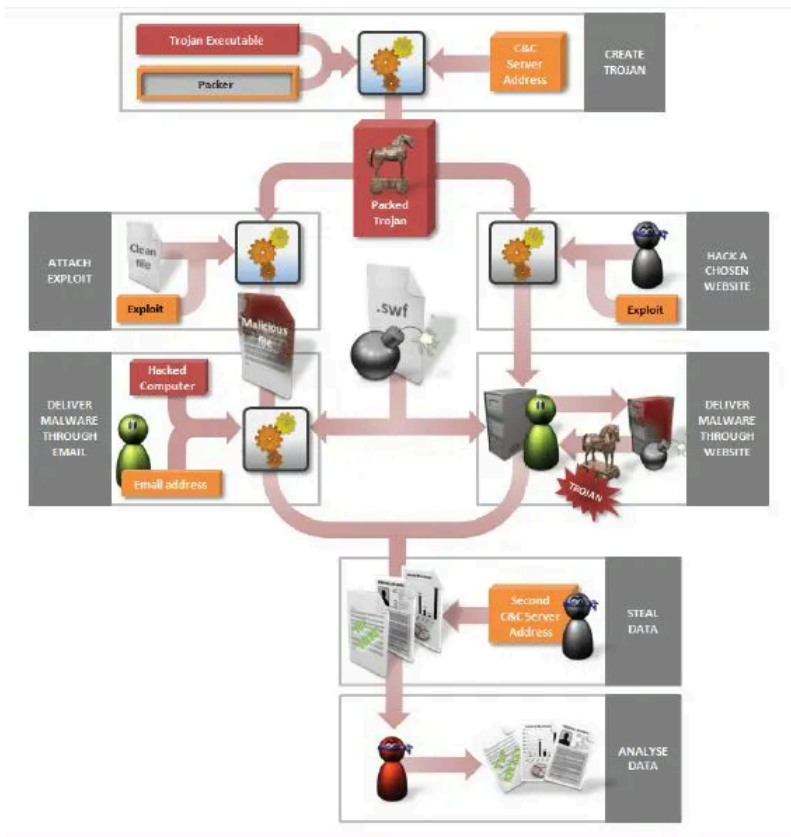 Trojan Executable
Packer
C&C
Server
Address
CREATE
TROJAN
Packed
Trojan
ATTACH
EXPLOIT
Clean
file
Exploit
Malicious
file
.swf
Exploit
HACK A
CHOSEN
WEBSITE
DELIVER
MALWARE
THROUGH
EMAIL
Hacked
Computer
Email address
TROJAN
DELIVER
MALWARE
THROUGH
WEBSITE
Second
C&C Server
Address
STEAL
DATA
ANALYSE
DATA